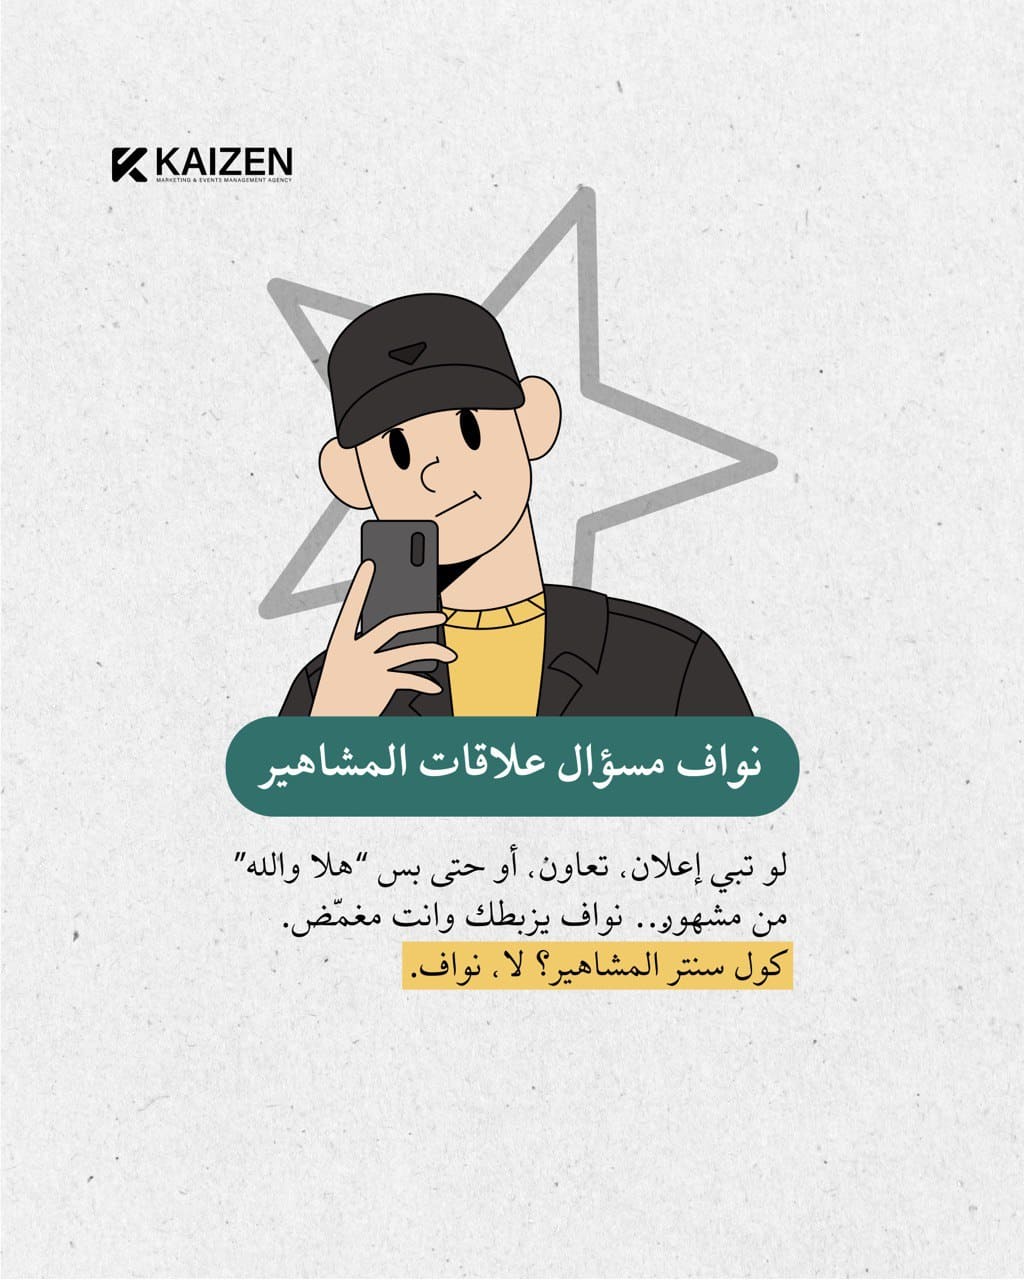 KAIZEN
MARKETING & EVENTS MANAGEMENT AGENCY
نواف مسؤال علاقات المشاهير
لو تبي إعلان، تعاون، أو حتى بس “هلا والله”
من مشهور.. نواف يزبطك وانت مغمّض.
كول سنتر المشاهير؟ لا، نواف.